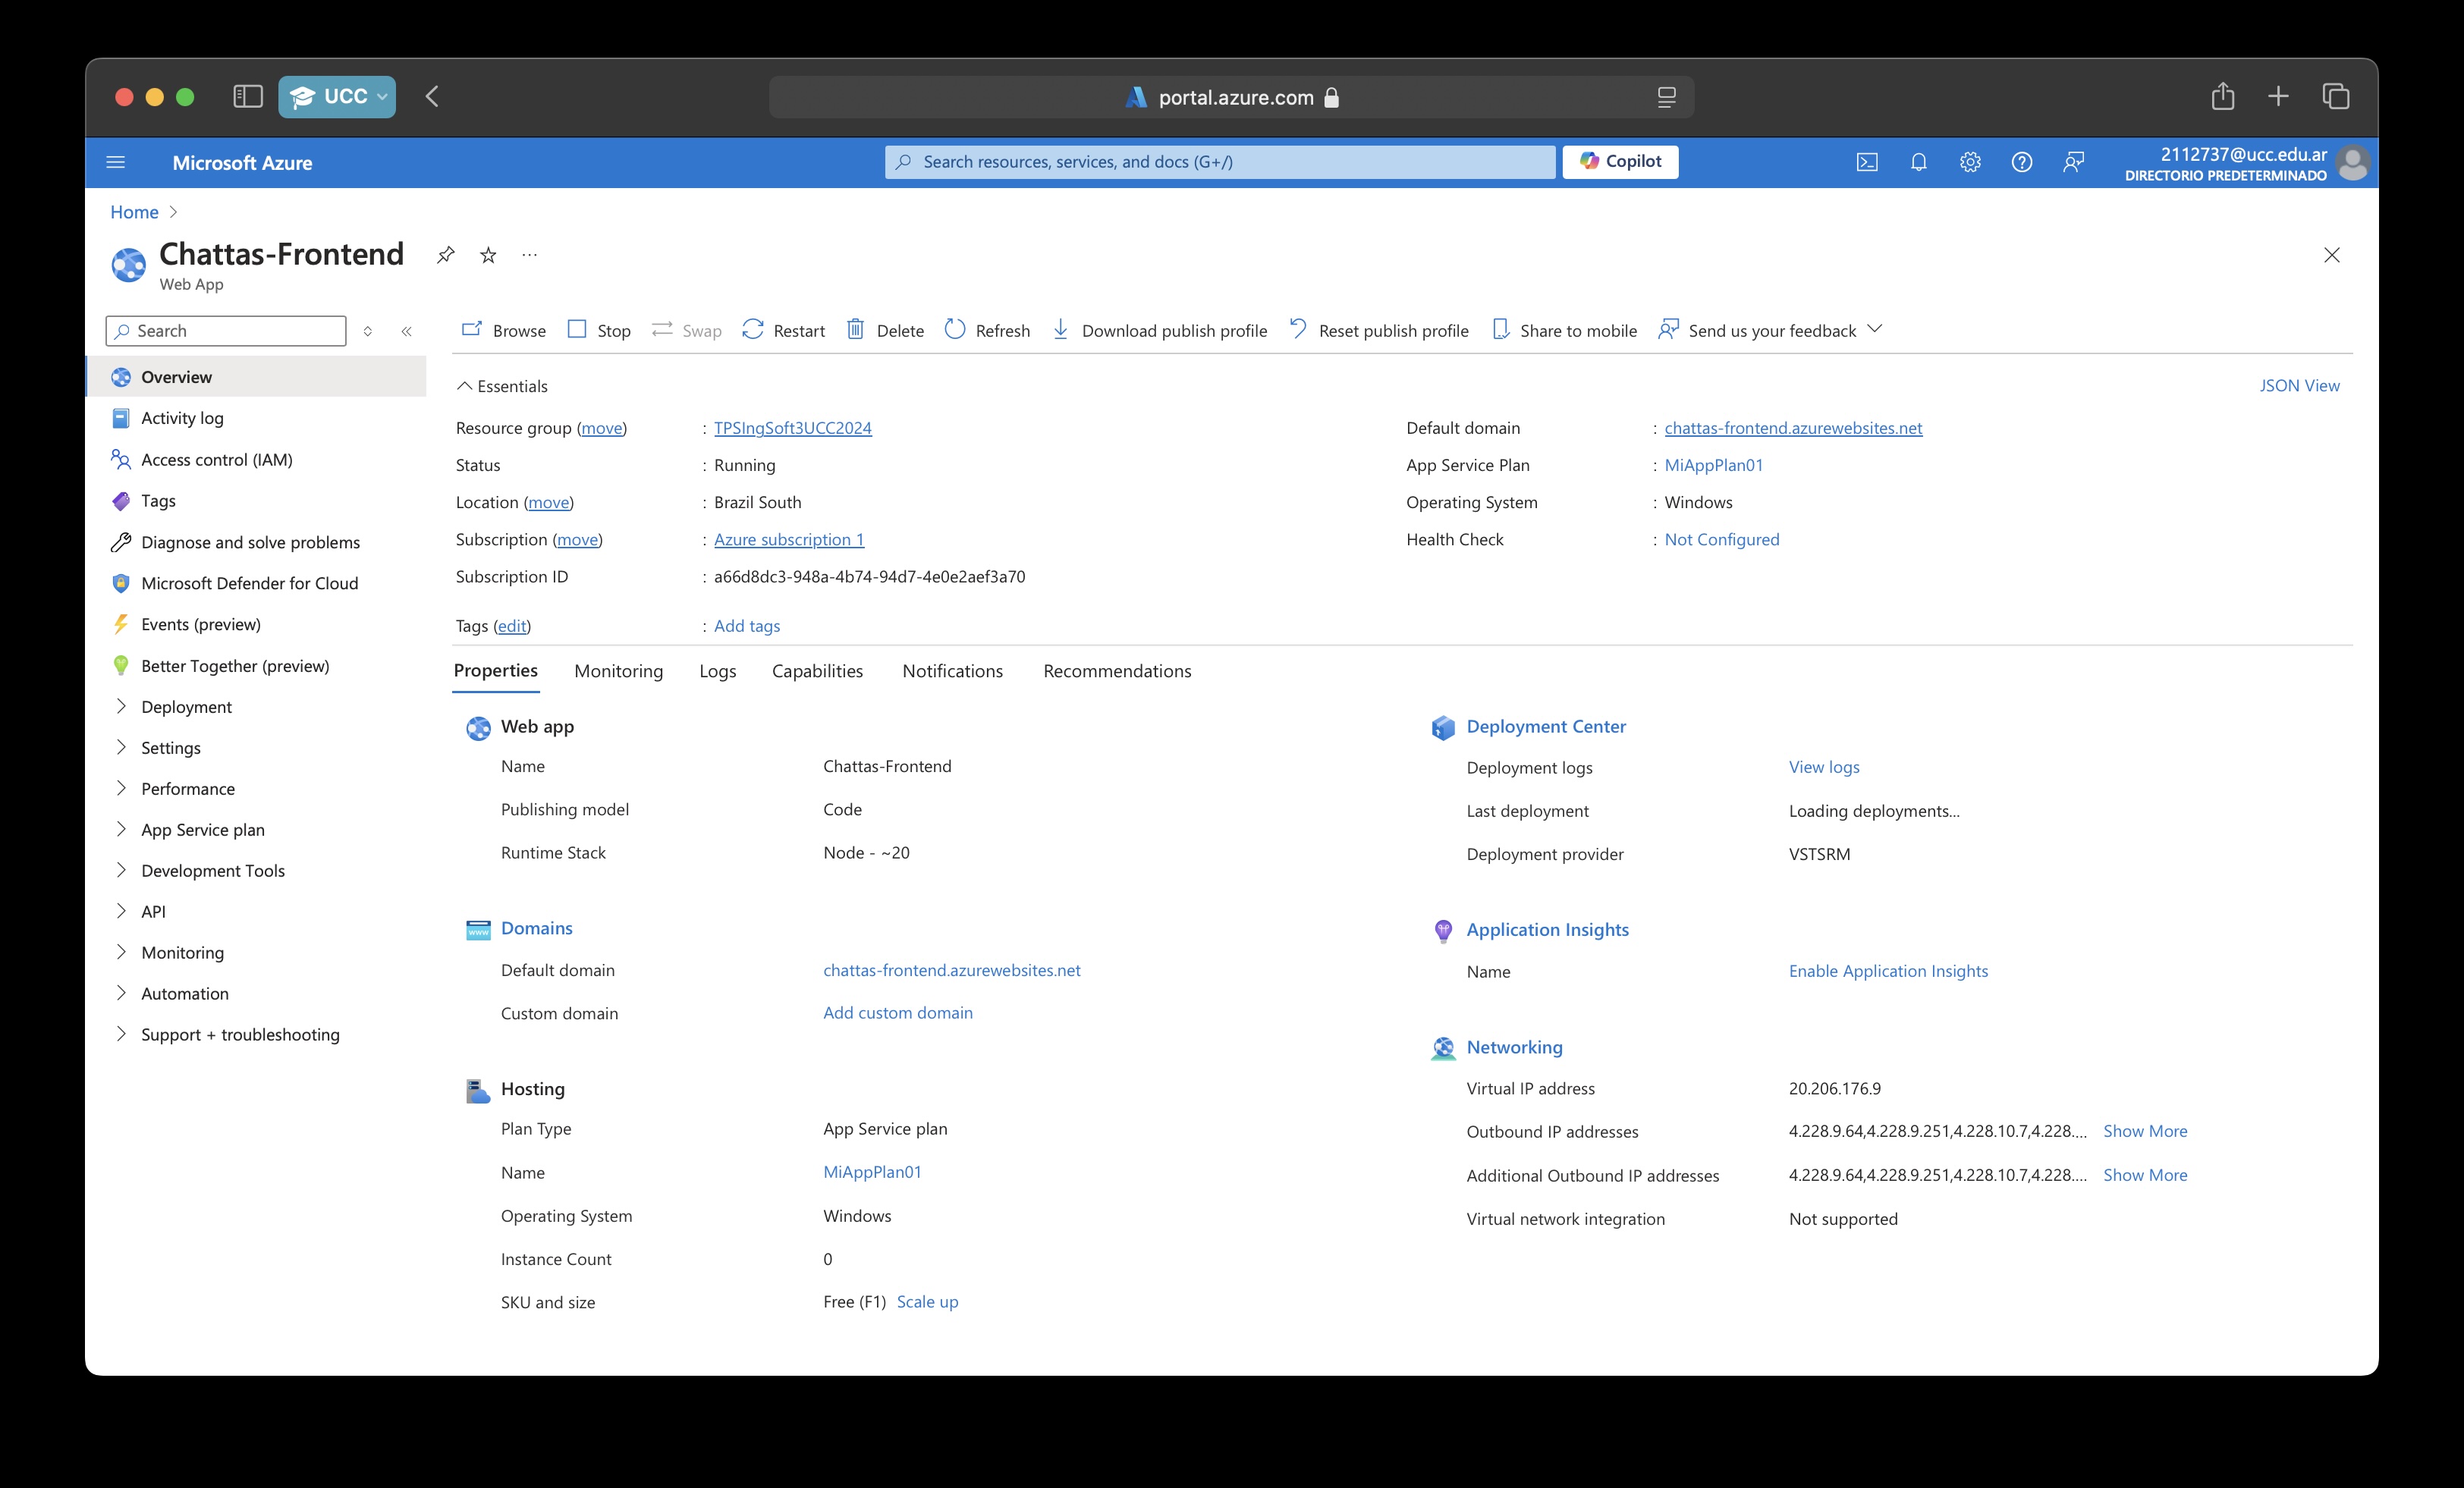 UCC
portal.azure.com
Microsoft Azure
Search resources, services, and docs (G+/)
Copilot
2112737@ucc.edu.ar
DIRECTORIO PREDETERMINADO
Home
Chattas-Frontend
Web App
Search
Browse Stop Swap Restart Delete Refresh Download publish profile Reset publish profile Share to mobile Send us your feedback
Overview
Activity log
Access control (IAM)
Tags
Diagnose and solve problems
Microsoft Defender for Cloud
Events (preview)
Better Together (preview)
Deployment
Settings
Performance
App Service plan
Development Tools
API
Monitoring
Automation
Support + troubleshooting
Essentials
JSON View
Resource group (move) : TPSIngSoft3UCC2024
Status : Running
Location (move) : Brazil South
Subscription (move) : Azure subscription 1
Subscription ID : a66d8dc3-948a-4b74-94d7-4e0e2aef3a70
Default domain : chattas-frontend.azurewebsites.net
App Service Plan : MiAppPlan01
Operating System : Windows
Health Check : Not Configured
Tags (edit) : Add tags
Properties Monitoring Logs Capabilities Notifications Recommendations
Web app
Name Chattas-Frontend
Publishing model Code
Runtime Stack Node - ~20
Domains
Default domain chattas-frontend.azurewebsites.net
Custom domain Add custom domain
Hosting
Plan Type App Service plan
Name MiAppPlan01
Operating System Windows
Instance Count 0
SKU and size Free (F1) Scale up
Deployment Center
Deployment logs View logs
Last deployment Loading deployments...
Deployment provider VSTSRM
Application Insights
Name Enable Application Insights
Networking
Virtual IP address 20.206.176.9
Outbound IP addresses 4.228.9.64,4.228.9.251,4.228.10.7,4.228.... Show More
Additional Outbound IP addresses 4.228.9.64,4.228.9.251,4.228.10.7,4.228.... Show More
Virtual network integration Not supported